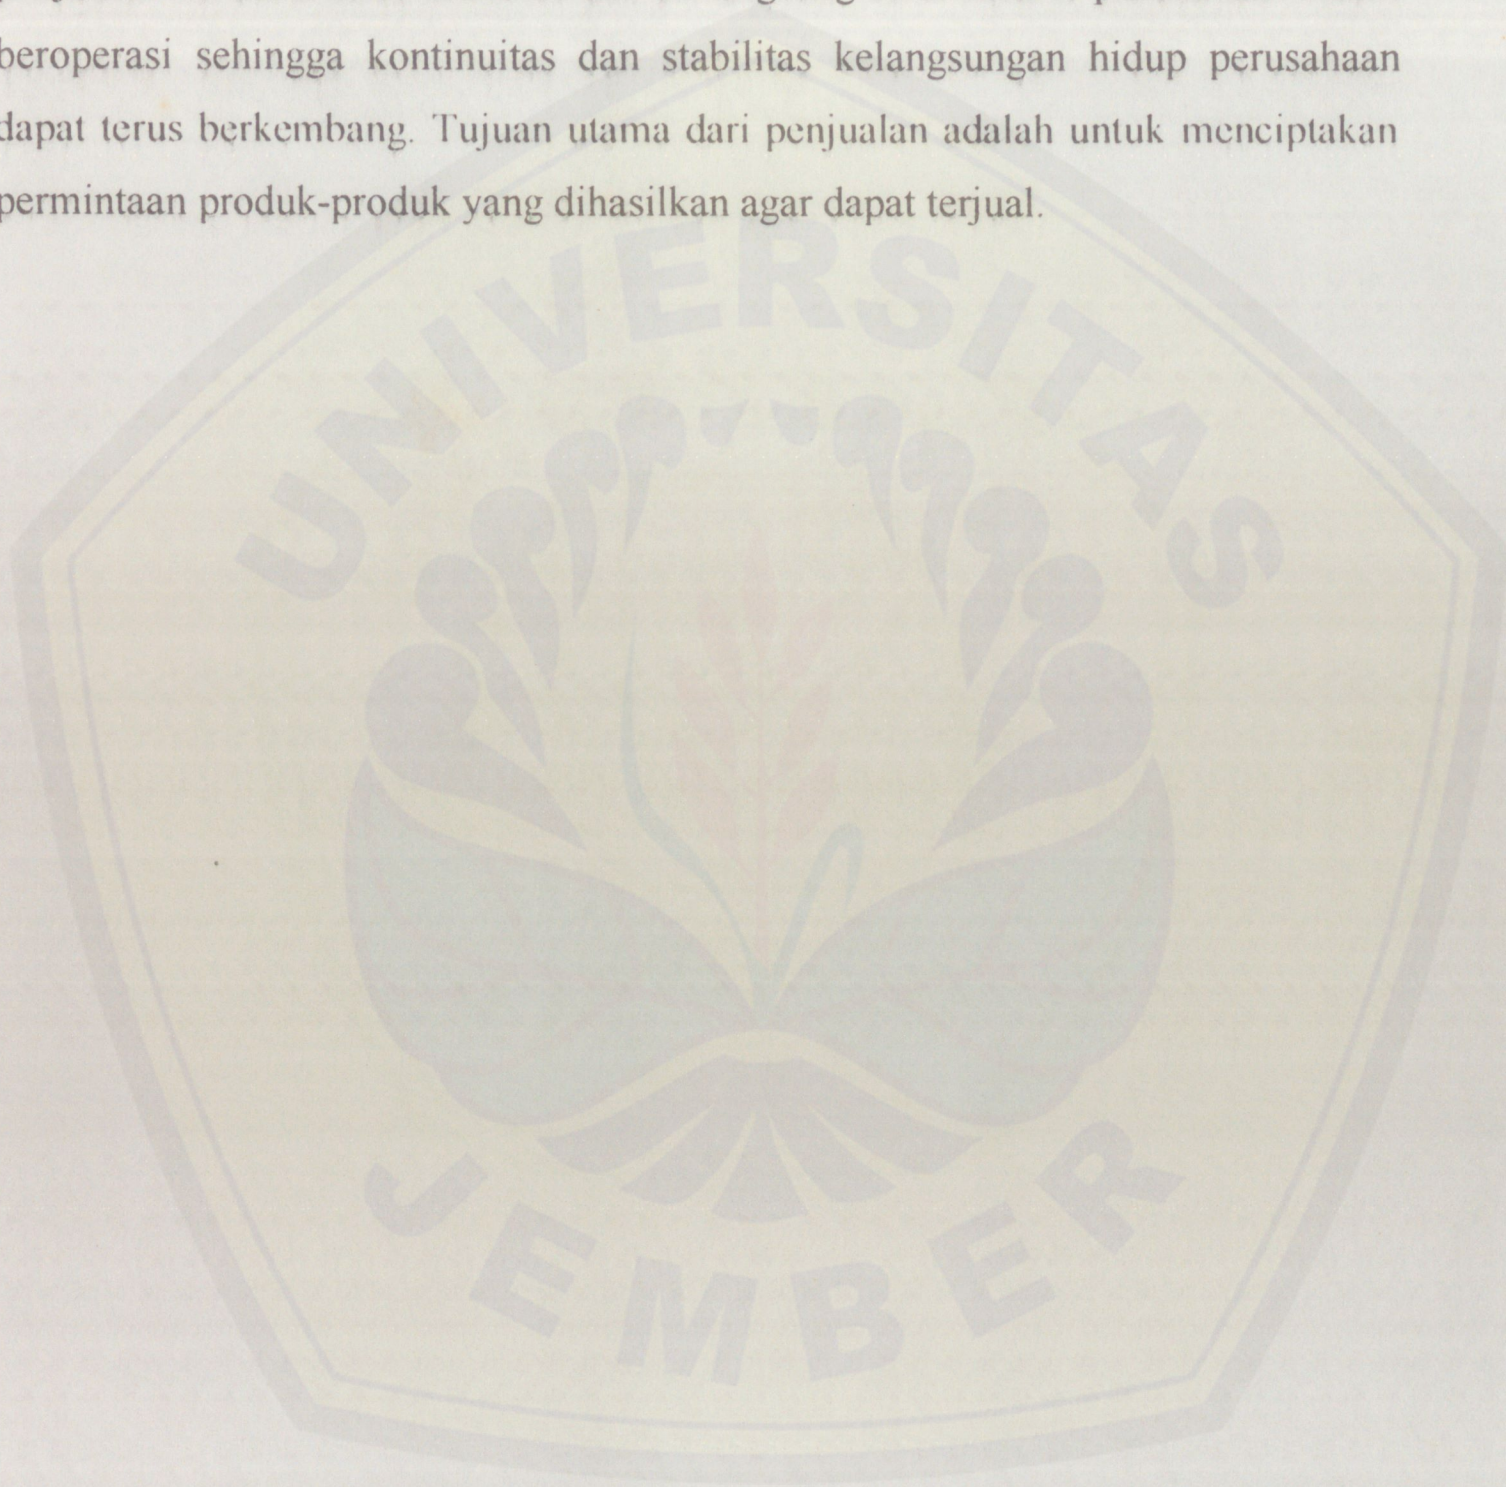 beroperasi sehingga kontinuitas dan stabilitas kelangsungan hidup perusahaan
dapat terus berkembang. Tujuan utama dari penjualan adalah untuk menciptakan
permintaan produk-produk yang dihasilkan agar dapat terjual.
UNIVERSITAS
JEMBER